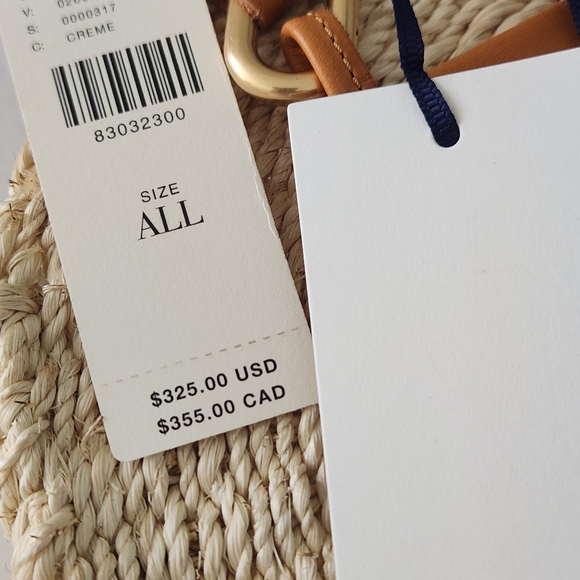 V:
S: 0000317
C: CREME
83032300
SIZE
ALL
$325.00 USD
$355.00 CAD